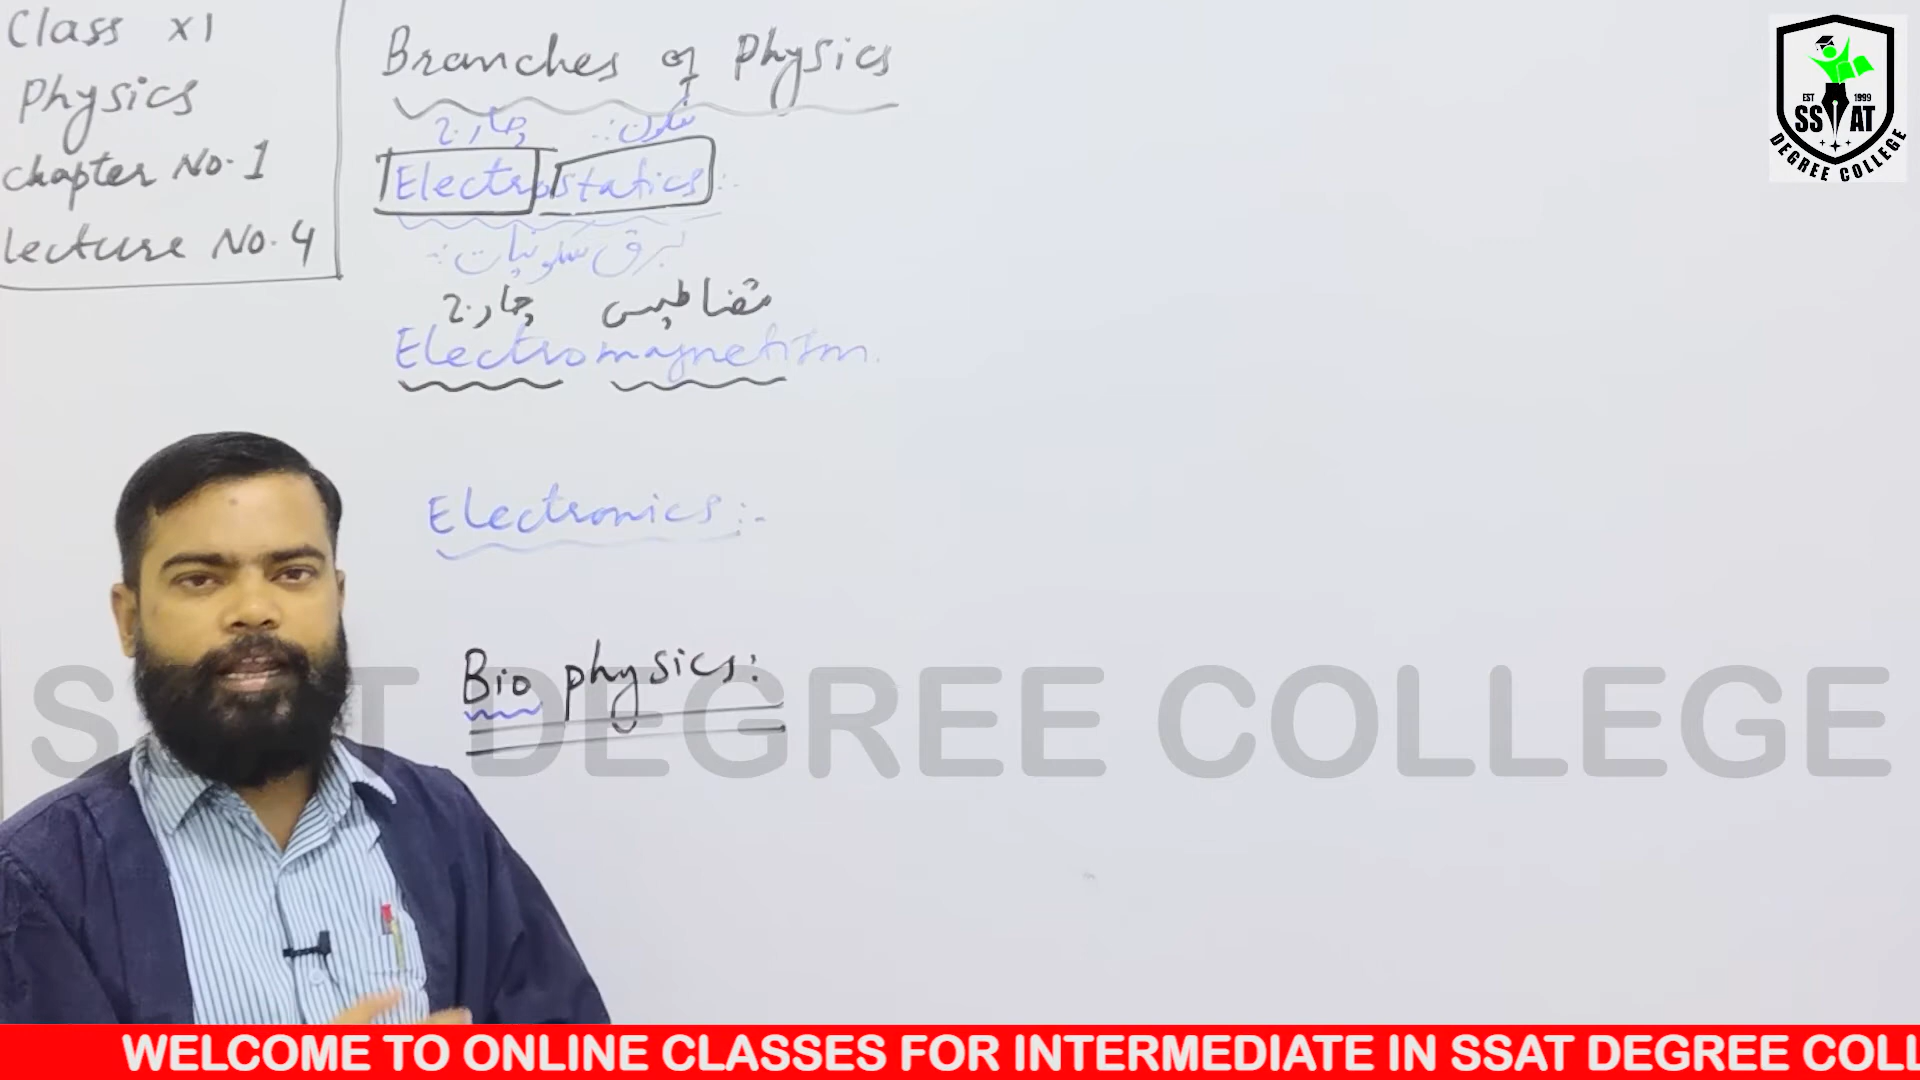 Class XI
Physics
chapter No. 1
lecture No. 4
Branches of Physics
چارج سکون:-
Electrostatics:-
برق سکونیات:-
چارج مقناطیس
Electromagnetism.
Electronics:-
Bio physics:
EST 1999
SSAT
DEGREE COLLEGE
SSAT DEGREE COLLEGE
WELCOME TO ONLINE CLASSES FOR INTERMEDIATE IN SSAT DEGREE COLL